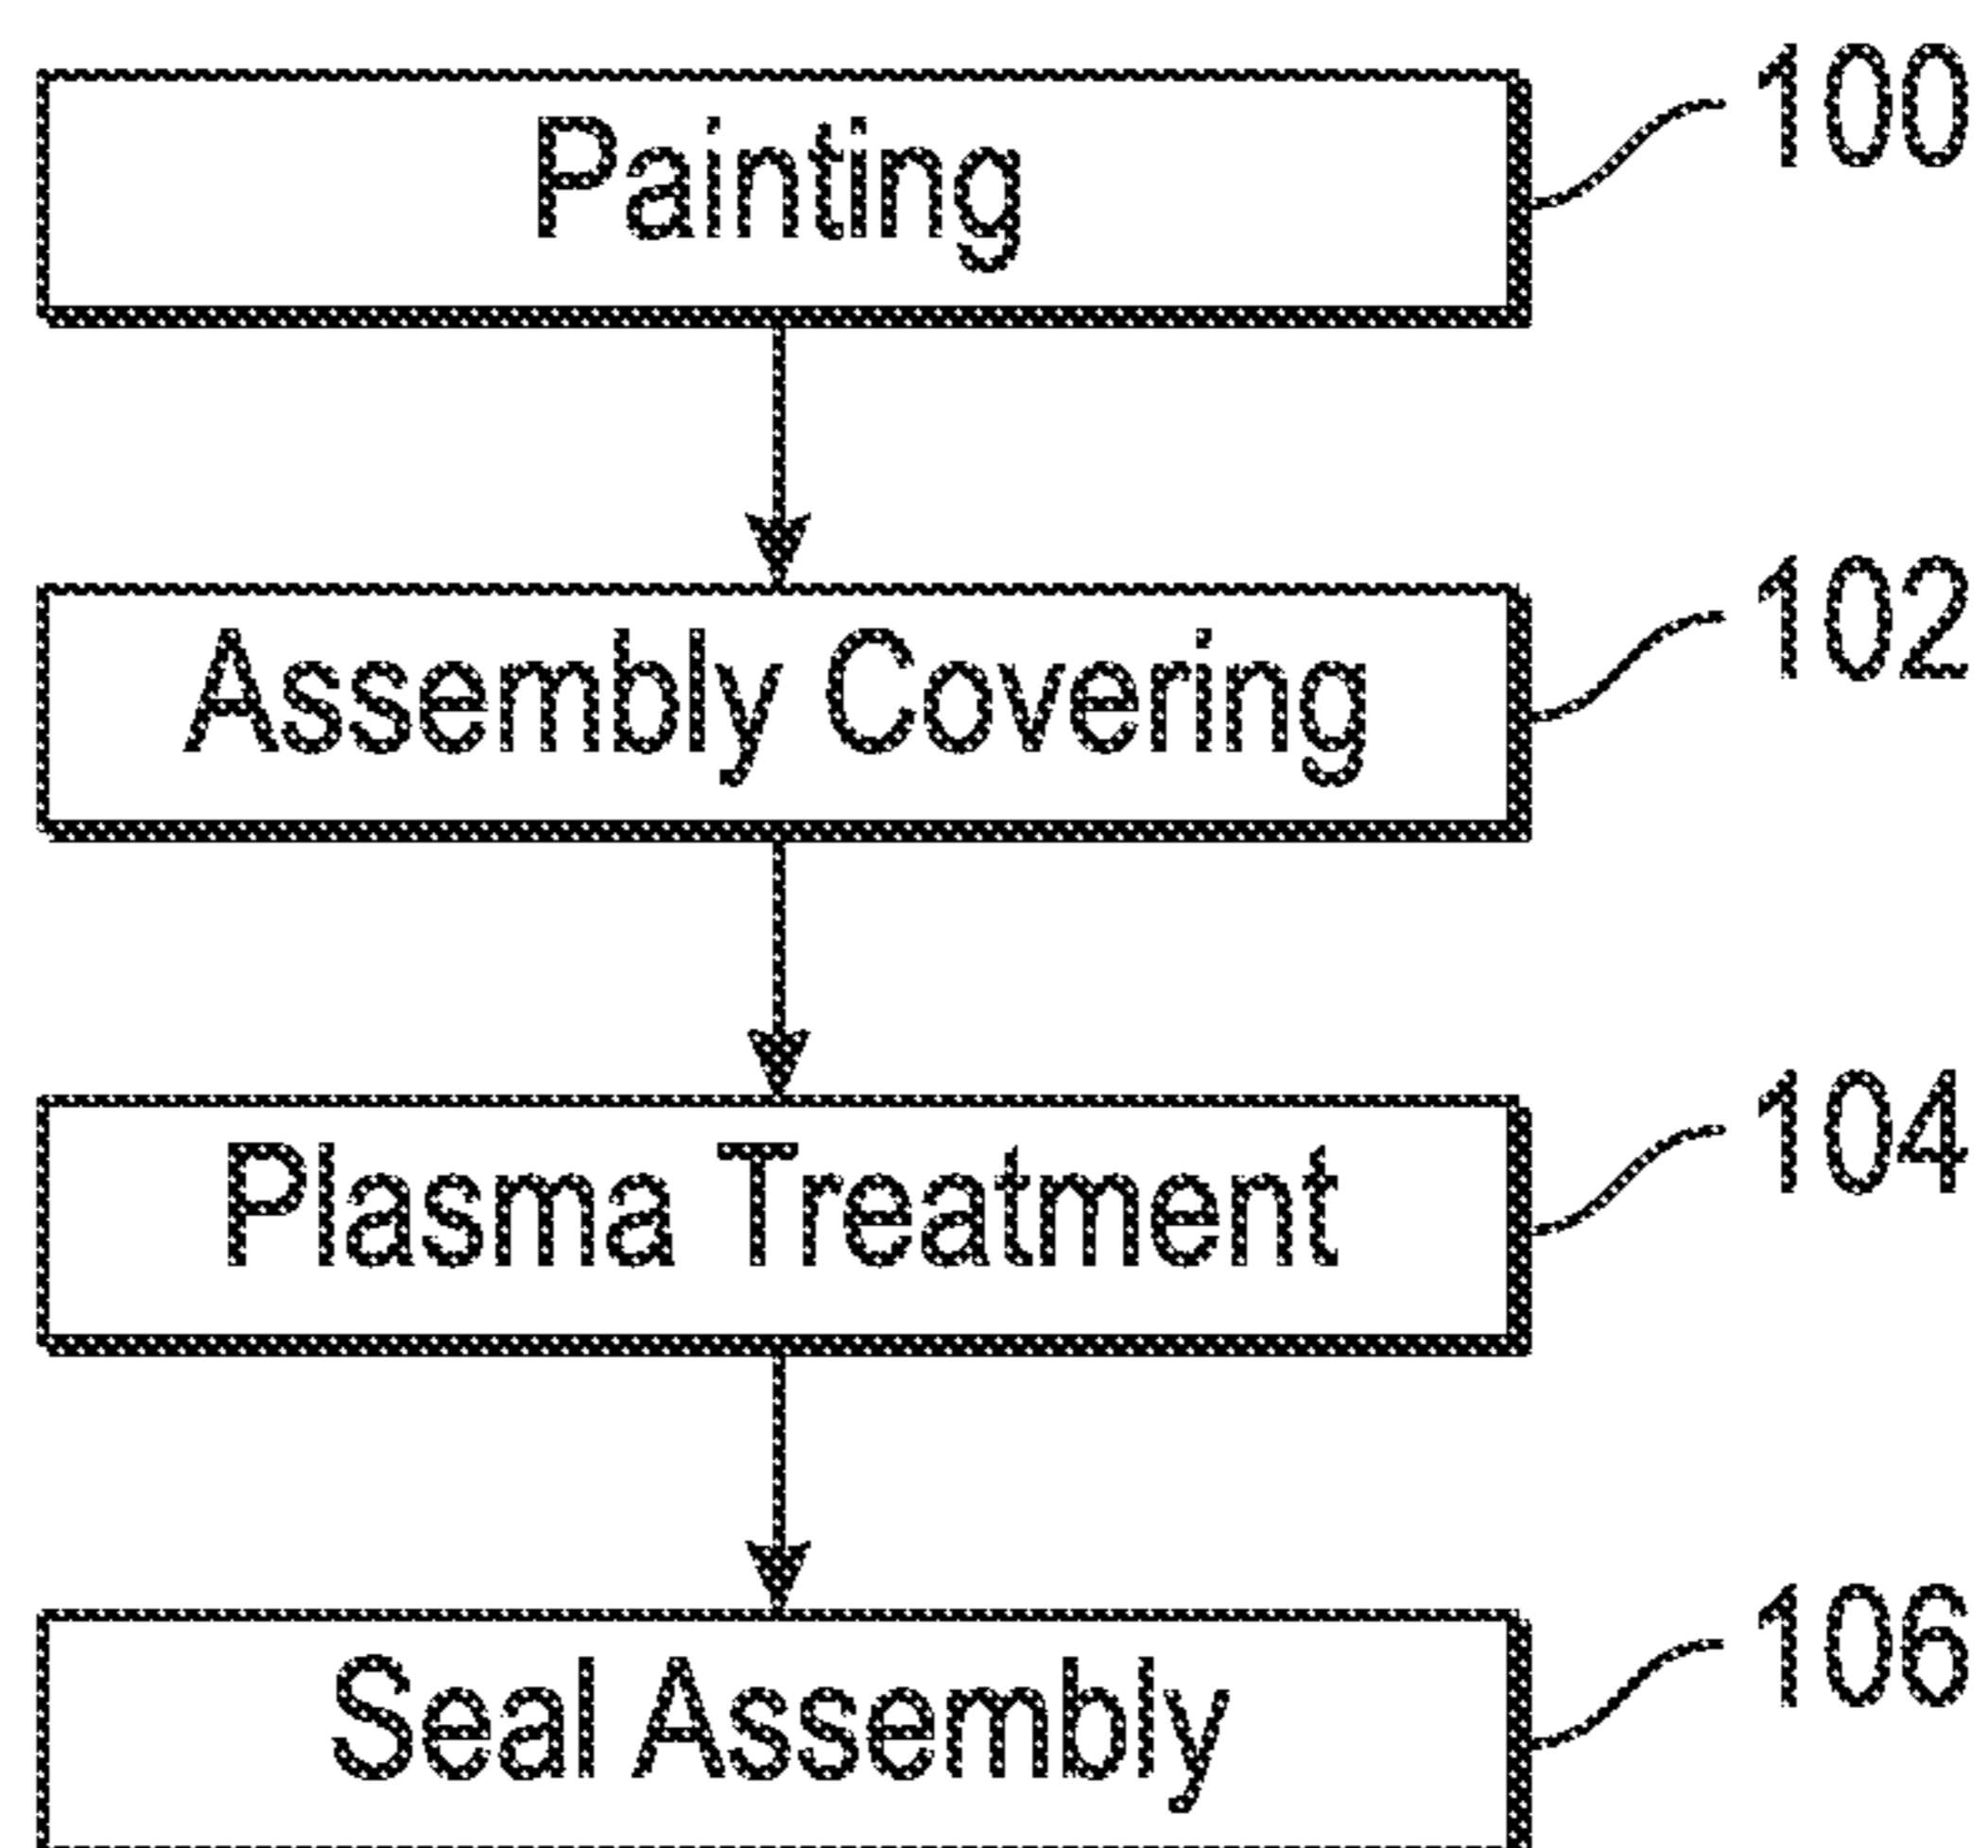 Painting
100
Assembly Covering
102
Plasma Treatment
104
Seal Assembly
106